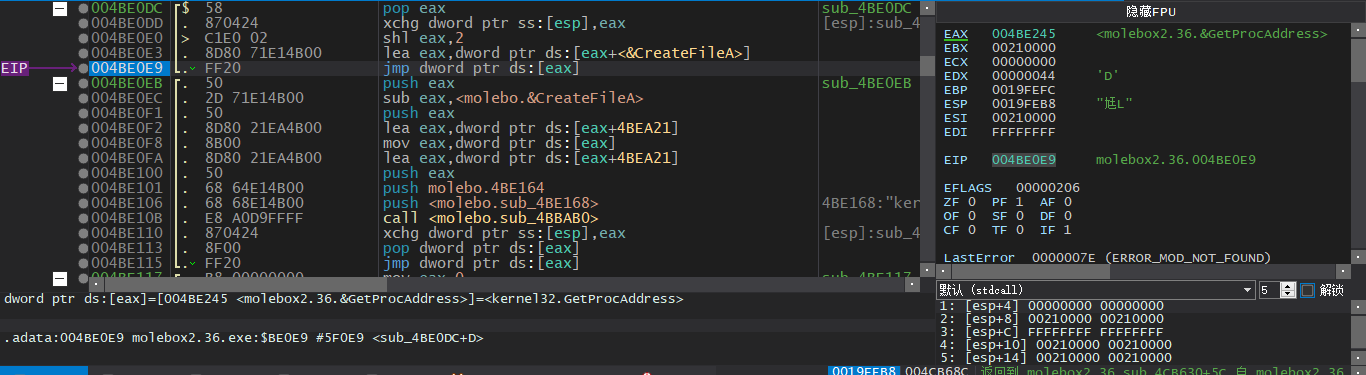 004BE0DC $ 58 pop eax sub_4BE0DC
004BE0DD . 870424 xchg dword ptr ss:[esp],eax [esp]:sub_4
004BE0E0 > C1E0 02 shl eax,2
004BE0E3 . 8D80 71E14B00 lea eax,dword ptr ds:[eax+<&CreateFileA>]
EIP 004BE0E9 . FF20 jmp dword ptr ds:[eax]
004BE0EB . 50 push eax sub_4BE0EB
004BE0EC . 2D 71E14B00 sub eax,<molebo.&CreateFileA>
004BE0F1 . 50 push eax
004BE0F2 . 8D80 21EA4B00 lea eax,dword ptr ds:[eax+4BEA21]
004BE0F8 . 8B00 mov eax,dword ptr ds:[eax]
004BE0FA . 8D80 21EA4B00 lea eax,dword ptr ds:[eax+4BEA21]
004BE100 . 50 push eax
004BE101 . 68 64E14B00 push molebo.4BE164
004BE106 . 68 68E14B00 push <molebo.sub_4BE168> 4BE168:"ker
004BE10B . E8 A0D9FFFF call <molebo.sub_4BBAB0>
004BE110 . 870424 xchg dword ptr ss:[esp],eax [esp]:sub_4
004BE113 . 8F00 pop dword ptr ds:[eax]
004BE115 . FF20 jmp dword ptr ds:[eax]
004BE117 . B8 00000000 mov eax,0 sub_4BE117
dword ptr ds:[eax]=[004BE245 <molebox2.36.&GetProcAddress>]=<kernel32.GetProcAddress>
.adata:004BE0E9 molebox2.36.exe:$BE0E9 #5F0E9 <sub_4BE0DC+D>
隐藏FPU
EAX 004BE245 <molebox2.36.&GetProcAddress>
EBX 00210000
ECX 00000000
EDX 00000044 'D'
EBP 0019FEFC
ESP 0019FEB8 "尪L"
ESI 00210000
EDI FFFFFFFF
EIP 004BE0E9 molebox2.36.004BE0E9
EFLAGS 00000206
ZF 0 PF 1 AF 0
OF 0 SF 0 DF 0
CF 0 TF 0 IF 1
LastError 0000007E (ERROR_MOD_NOT_FOUND)
默认 (stdcall) 5 解锁
1: [esp+4] 00000000 00000000
2: [esp+8] 00210000 00210000
3: [esp+C] FFFFFFFF FFFFFFFF
4: [esp+10] 00210000 00210000
5: [esp+14] 00210000 00210000
0019FEB8 004CB68C 返回到 molebox2.36.sub_4CB630+5C 自 molebox2.36